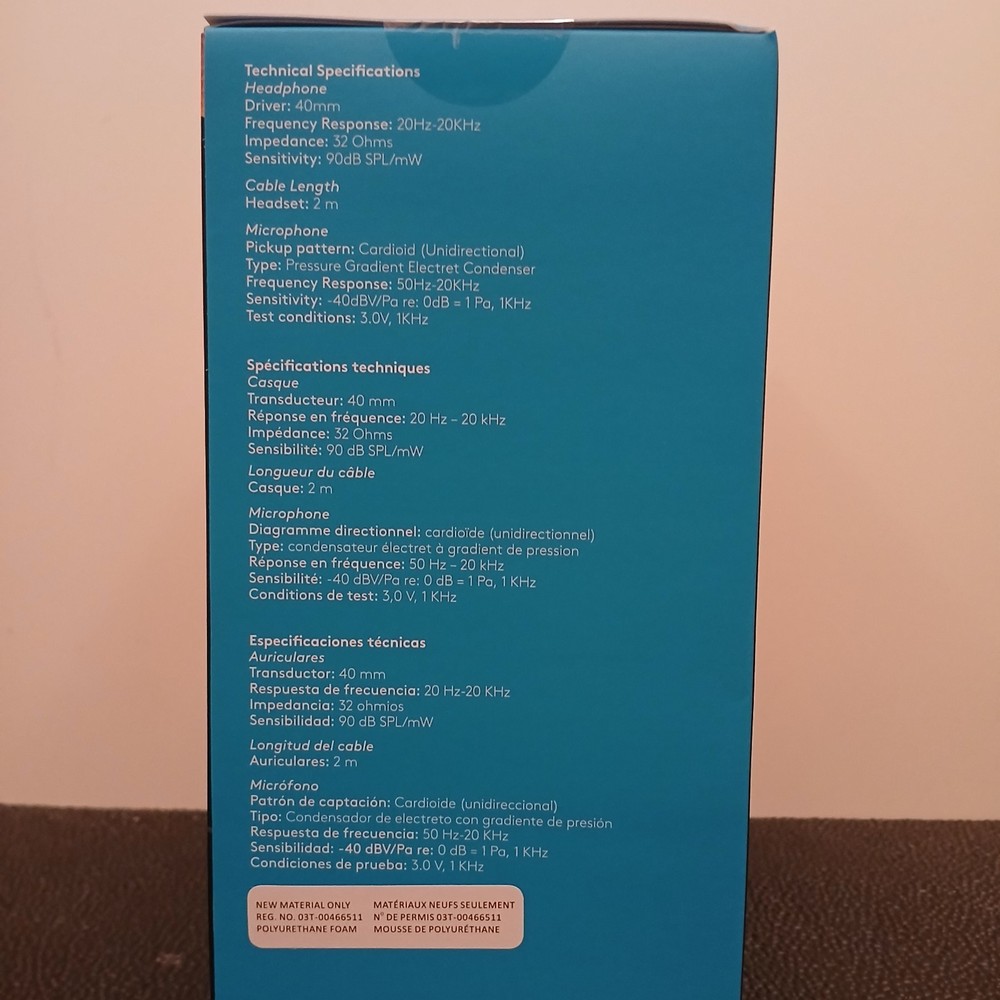 Technical Specifications
Headphone
Driver: 40mm
Frequency Response: 20Hz-20KHz
Impedance: 32 Ohms
Sensitivity: 90dB SPL/mW
Cable Length
Headset: 2 m
Microphone
Pickup pattern: Cardioid (Unidirectional)
Type: Pressure Gradient Electret Condenser
Frequency Response: 50Hz-20KHz
Sensitivity: -40dBV/Pa re: 0dB = 1 Pa, 1KHz
Test conditions: 3.0V, 1KHz
Spécifications techniques
Casque
Transducteur: 40 mm
Réponse en fréquence: 20 Hz – 20 kHz
Impédance: 32 Ohms
Sensibilité: 90 dB SPL/mW
Longueur du câble
Casque: 2 m
Microphone
Diagramme directionnel: cardioïde (unidirectionnel)
Type: condensateur électret à gradient de pression
Réponse en fréquence: 50 Hz – 20 kHz
Sensibilité: -40 dBV/Pa re: 0 dB = 1 Pa, 1 KHz
Conditions de test: 3,0 V, 1 KHz
Especificaciones técnicas
Auriculares
Transductor: 40 mm
Respuesta de frecuencia: 20 Hz-20 KHz
Impedancia: 32 ohmios
Sensibilidad: 90 dB SPL/mW
Longitud del cable
Auriculares: 2 m
Micrófono
Patrón de captación: Cardioide (unidireccional)
Tipo: Condensador de electreto con gradiente de presión
Respuesta de frecuencia: 50 Hz-20 KHz
Sensibilidad: -40 dBV/Pa re: 0 dB = 1 Pa, 1 KHz
Condiciones de prueba: 3.0 V, 1 KHz
NEW MATERIAL ONLY MATÉRIAUX NEUFS SEULEMENT
REG. NO. 03T-00466511 N° DE PERMIS 03T-00466511
POLYURETHANE FOAM MOUSSE DE POLYURÉTHANE